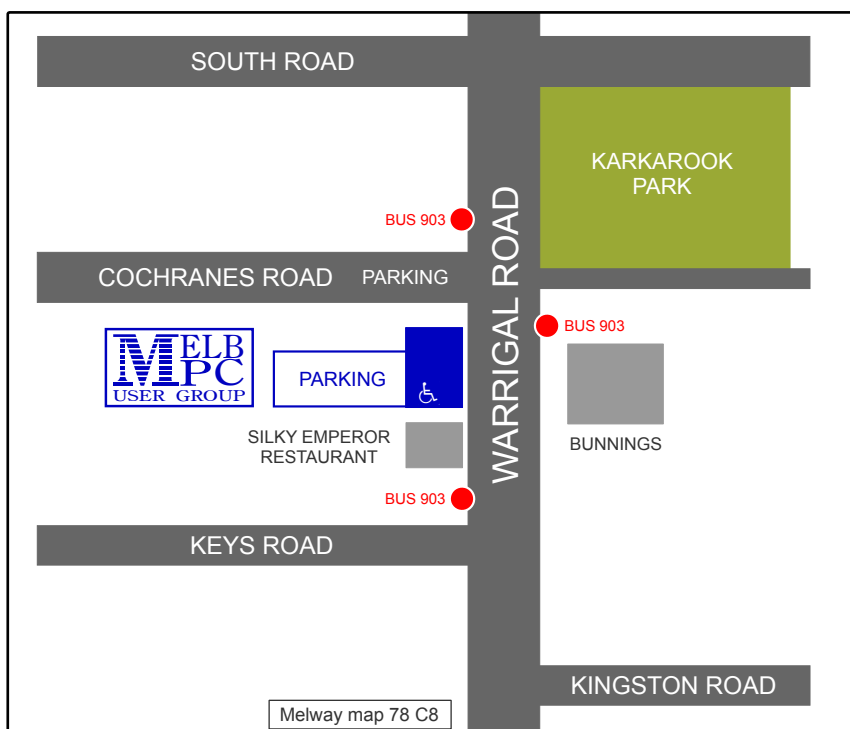 SOUTH ROAD
KARKAROOK
PARK
BUS 903
WARRIGAL ROAD
COCHRANES ROAD
PARKING
BUS 903
MELB
PC
USER GROUP
PARKING
SILKY EMPEROR
RESTAURANT
BUNNINGS
BUS 903
KEYS ROAD
KINGSTON ROAD
Melway map 78 C8